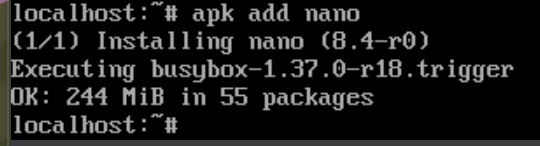 localhost:~# apk add nano
(1/1) Installing nano (8.4-r0)
Executing busybox-1.37.0-r18.trigger
OK: 244 MiB in 55 packages
localhost:~#